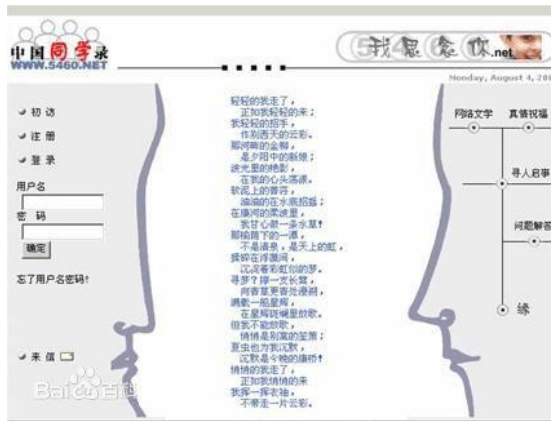 中国同学录
WWW.5460.NET
我思念你.net
Monday, August 4, 200
初 访
注 册
登 录
用户名
密 码
确定
忘了用户名密码!
来 信
Bai 百科
轻轻的我走了,
正如我轻轻的来;
我轻轻的招手,
作别西天的云彩。
那河畔的金柳,
是夕阳中的新娘;
波光里的艳影,
在我的心头荡漾。
软泥上的青荇,
油油的在水底招摇;
在康河的柔波里,
我甘心做一条水草!
那榆荫下的一潭,
不是清泉,是天上的虹,
揉碎在浮藻间,
沉淀着彩虹似的梦。
寻梦?撑一支长篙,
向青草更青处漫溯,
满载一船星辉,
在星辉斑斓里放歌。
但我不能放歌,
悄悄是别离的笙箫;
夏虫也为我沉默,
沉默是今晚的康桥!
悄悄的我走了,
正如我悄悄的来
我挥一挥衣袖,
不带走一片云彩。
网络文学
真情祝福
寻人启事
问题解答
缘